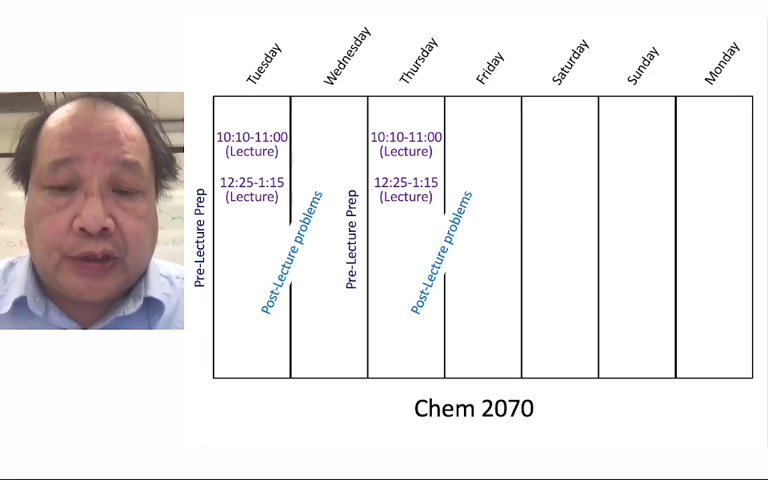 Tuesday
Wednesday
Thursday
Friday
Saturday
Sunday
Monday
Pre-Lecture Prep
10:10-11:00
(Lecture)
12:25-1:15
(Lecture)
Post-Lecture problems
Pre-Lecture Prep
10:10-11:00
(Lecture)
12:25-1:15
(Lecture)
Post-Lecture problems
Chem 2070